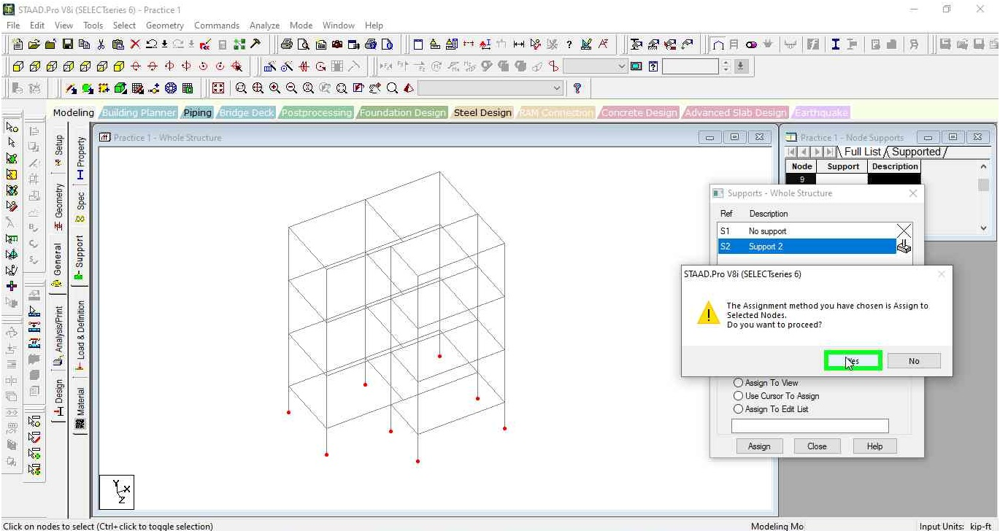 STAAD.Pro V8i (SELECTseries 6) - Practice 1
File Edit View Tools Select Geometry Commands Analyze Mode Window Help
Modeling Building Planner Piping Bridge Deck Postprocessing Foundation Design Steel Design RAM Connection Concrete Design Advanced Slab Design Earthquake
Setup
Geometry
General
Analysis/Print
Design
Property
Spec
Support
Load & Definition
Material
Practice 1 - Whole Structure
Practice 1 - Node Supports
Full List Supported
Node Support Description
9
Supports - Whole Structure
Ref Description
S1 No support
S2 Support 2
STAAD.Pro V8i (SELECTseries 6)
The Assignment method you have chosen is Assign to
Selected Nodes.
Do you want to proceed?
Yes No
Assign To View
Use Cursor To Assign
Assign To Edit List
Assign Close Help
Y
X
Z
Click on nodes to select (Ctrl+click to toggle selection) Modeling Mo Input Units: kip-ft